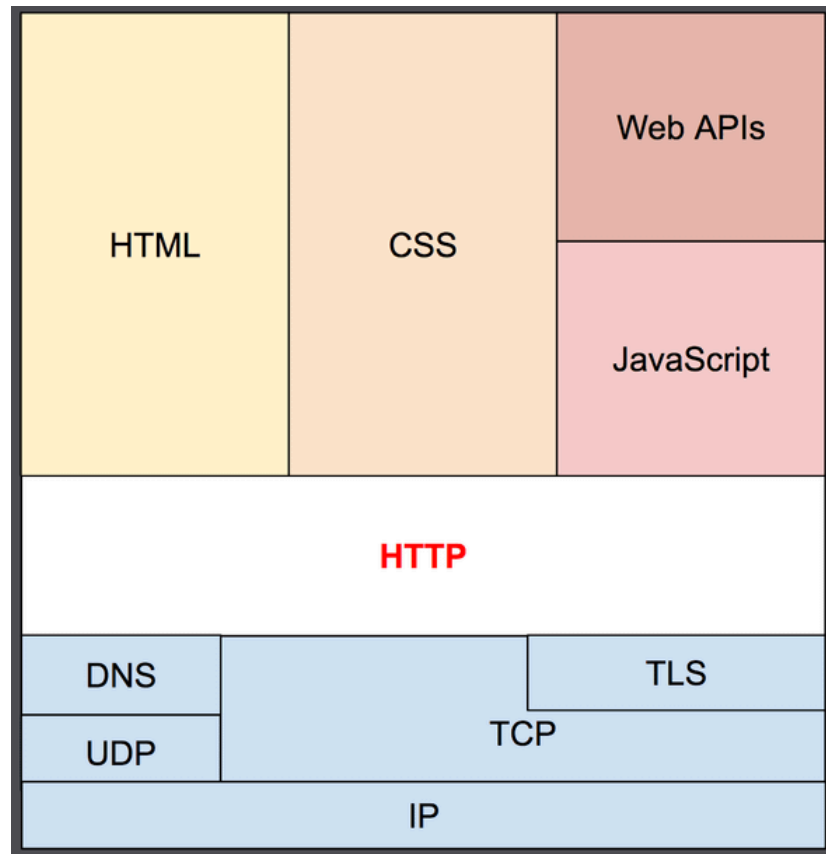 Web APIs
HTML
CSS
JavaScript
HTTP
DNS
TLS
TCP
UDP
IP